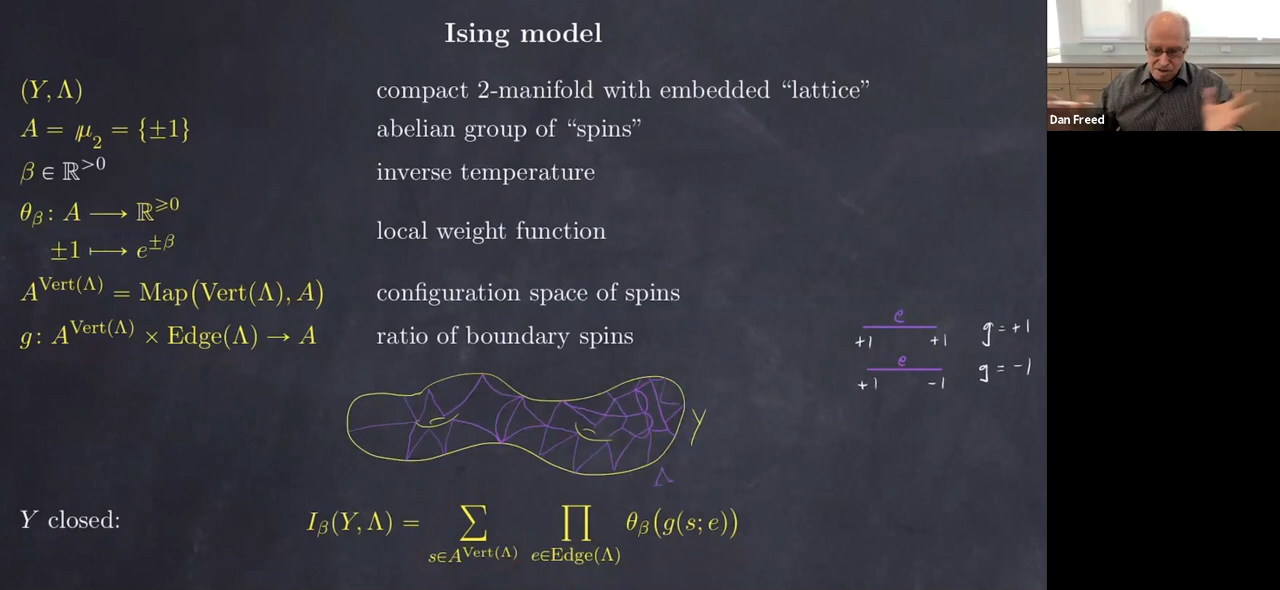 Ising model
(Y, Λ) compact 2-manifold with embedded “lattice”
A = μ₂ = {±1} abelian group of “spins”
β ∈ ℝ^{>0} inverse temperature
θ_β : A ⟶ ℝ^{⩾0}
±1 ⟼ e^{±β}
local weight function
A^{Vert(Λ)} = Map(Vert(Λ), A) configuration space of spins
g : A^{Vert(Λ)} × Edge(Λ) → A ratio of boundary spins
e
+1 +1 g = +1
e
+1 -1 g = -1
Y
Λ
Y closed: I_β(Y, Λ) = ∑_{s∈A^{Vert(Λ)}} ∏_{e∈Edge(Λ)} θ_β(g(s; e))
Dan Freed